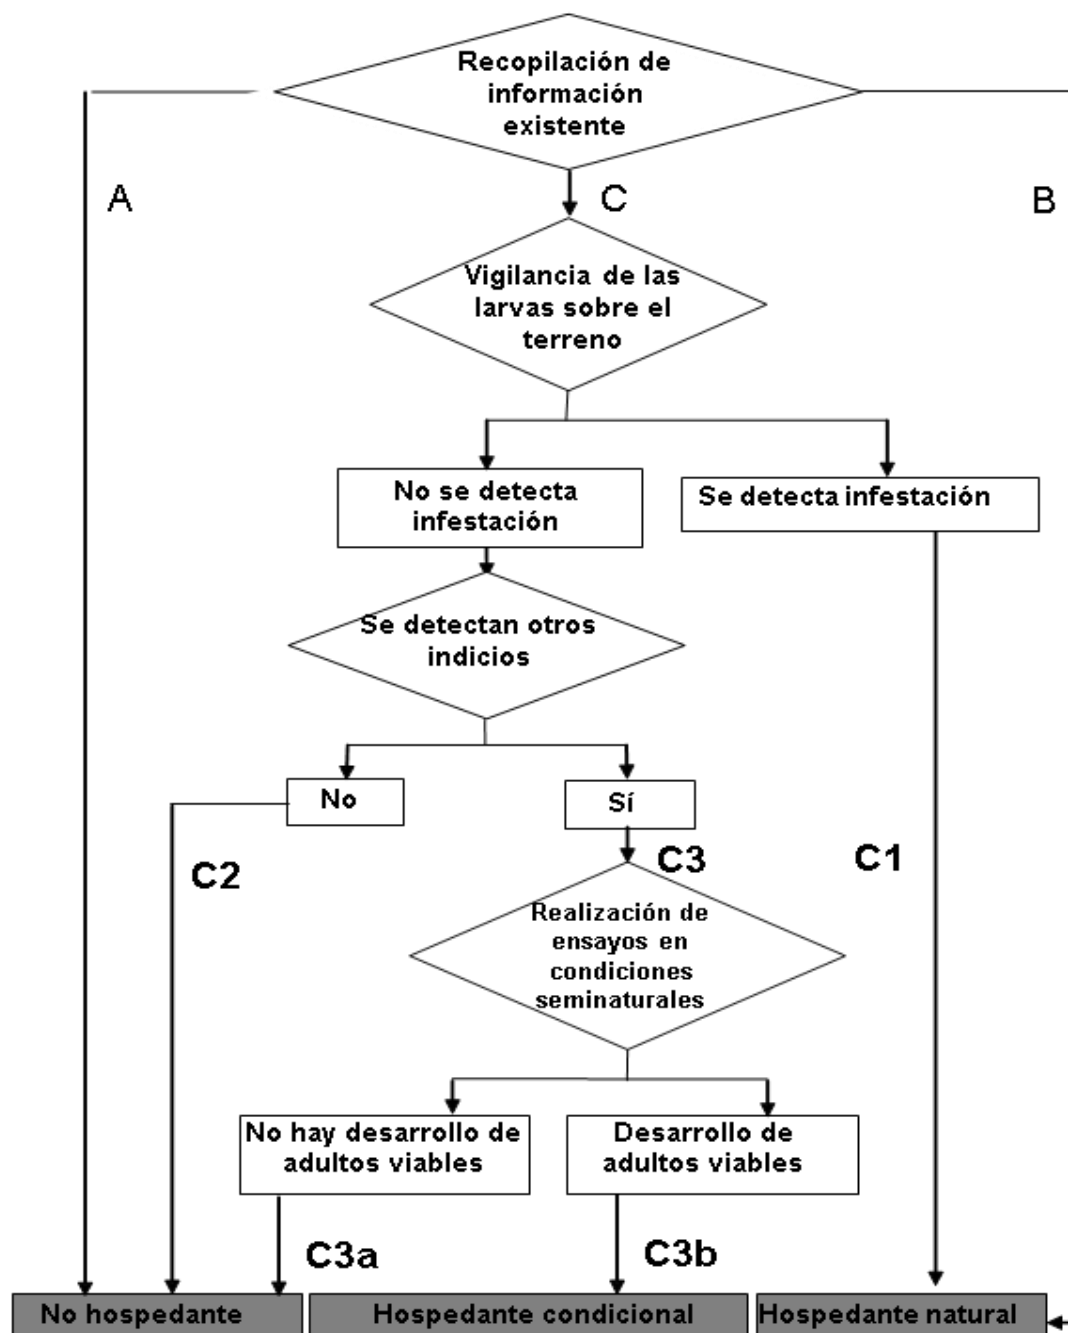 Recopilación de
información
existente
A
C
B
Vigilancia de las
larvas sobre el
terreno
No se detecta
infestación
Se detecta infestación
Se detectan otros
indicios
No
Sí
C2
C3
C1
Realización de
ensayos en
condiciones
seminaturales
No hay desarrollo de
adultos viables
Desarrollo de
adultos viables
C3a
C3b
No hospedante
Hospedante condicional
Hospedante natural